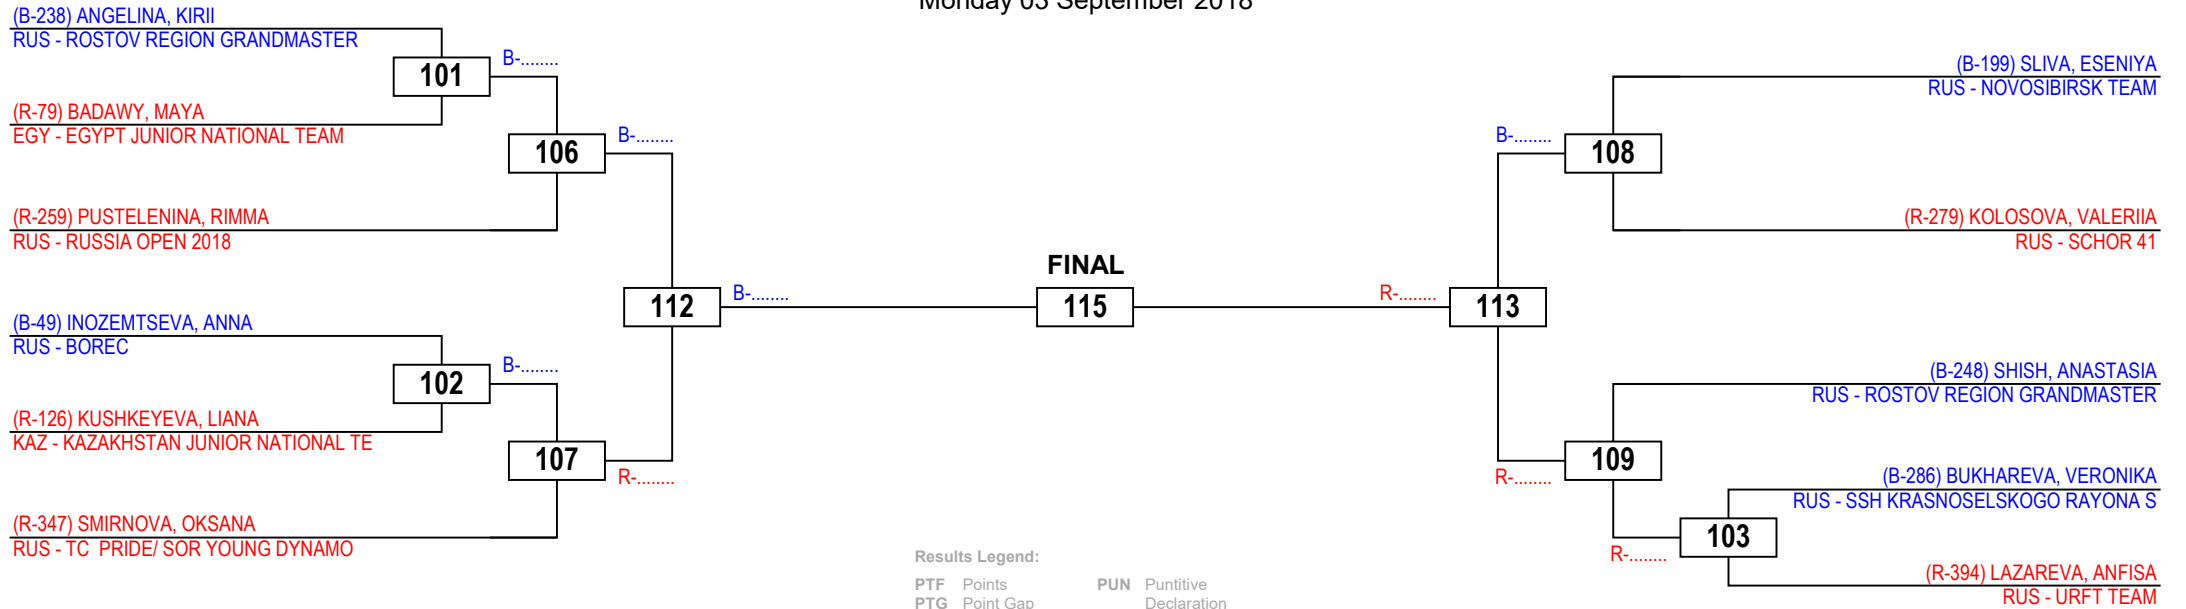 Monday 03 September 2018
(B-238) ANGELINA, KIRII
RUS - ROSTOV REGION GRANDMASTER
101
B-........
(R-79) BADAWY, MAYA
EGY - EGYPT JUNIOR NATIONAL TEAM
106
B-........
(R-259) PUSTELENINA, RIMMA
RUS - RUSSIA OPEN 2018
112
B-........
(B-49) INOZEMTSEVA, ANNA
RUS - BOREC
102
B-........
(R-126) KUSHKEYEVA, LIANA
KAZ - KAZAKHSTAN JUNIOR NATIONAL TE
107
R-........
(R-347) SMIRNOVA, OKSANA
RUS - TC  PRIDE/ SOR YOUNG DYNAMO
FINAL
115
(B-199) SLIVA, ESENIYA
RUS - NOVOSIBIRSK TEAM
B-........
108
(R-279) KOLOSOVA, VALERIIA
RUS - SCHOR 41
R-........
113
(B-248) SHISH, ANASTASIA
RUS - ROSTOV REGION GRANDMASTER
R-........
109
(B-286) BUKHAREVA, VERONIKA
RUS - SSH KRASNOSELSKOGO RAYONA S
R-........
103
(R-394) LAZAREVA, ANFISA
RUS - URFT TEAM
Results Legend:
PTF Points PUN Puntitive
PTG Point Gap Declaration